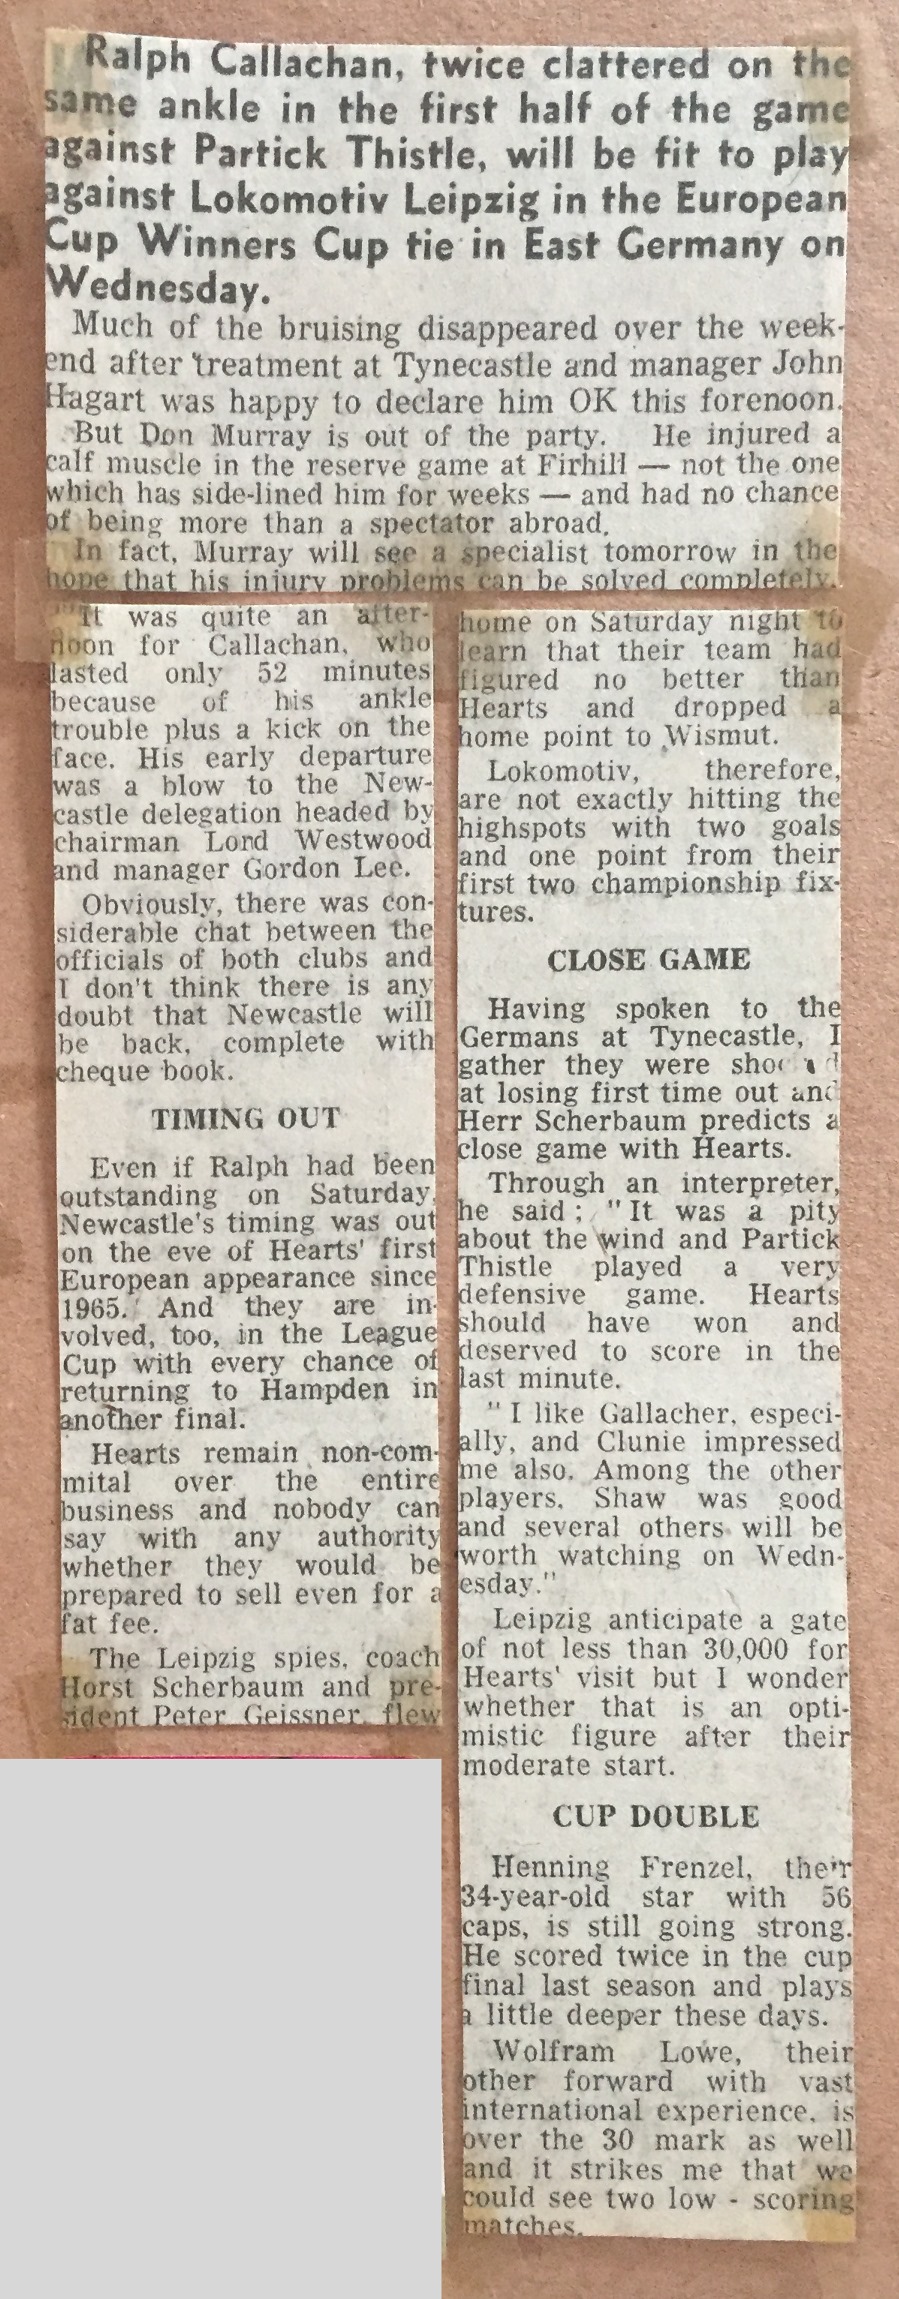 Ralph Callachan, twice clattered on the
same ankle in the first half of the game
against Partick Thistle, will be fit to play
against Lokomotiv Leipzig in the European
Cup Winners Cup tie in East Germany on
Wednesday.
Much of the bruising disappeared over the week-
end after treatment at Tynecastle and manager John
Hagart was happy to declare him OK this forenoon.
But Don Murray is out of the party. He injured a
calf muscle in the reserve game at Firhill — not the one
which has side-lined him for weeks — and had no chance
of being more than a spectator abroad.
In fact, Murray will see a specialist tomorrow in the
hope that his injury problems can be solved completely.
It was quite an after-
noon for Callachan, who
lasted only 52 minutes
because of his ankle
trouble plus a kick on the
face. His early departure
was a blow to the New-
castle delegation headed by
chairman Lord Westwood
and manager Gordon Lee.
Obviously, there was con-
siderable chat between the
officials of both clubs and
I don't think there is any
doubt that Newcastle will
be back, complete with
cheque book.
TIMING OUT
Even if Ralph had been
outstanding on Saturday,
Newcastle's timing was out
on the eve of Hearts' first
European appearance since
1965. And they are in-
volved, too, in the League
Cup with every chance of
returning to Hampden in
another final.
Hearts remain non-com-
mital over the entire
business and nobody can
say with any authority
whether they would be
prepared to sell even for a
fat fee.
The Leipzig spies, coach
Horst Scherbaum and pre-
sident Peter Geissner, flew
home on Saturday night to
learn that their team had
figured no better than
Hearts and dropped a
home point to Wismut.
Lokomotiv, therefore,
are not exactly hitting the
highspots with two goals
and one point from their
first two championship fix-
tures.
CLOSE GAME
Having spoken to the
Germans at Tynecastle, I
gather they were
at losing first time out and
Herr Scherbaum predicts a
close game with Hearts.
Through an interpreter,
he said; "It was a pity
about the wind and Partick
Thistle played a very
defensive game. Hearts
should have won and
deserved to score in the
last minute.
"I like Gallacher, especi-
ally, and Clunie impressed
me also. Among the other
players, Shaw was good
and several others will be
worth watching on Wedn-
esday."
Leipzig anticipate a gate
of not less than 30,000 for
Hearts' visit but I wonder
whether that is an opti-
mistic figure after their
moderate start.
CUP DOUBLE
Henning Frenzel, their
34-year-old star with 56
caps, is still going strong.
He scored twice in the cup
final last season and plays
a little deeper these days.
Wolfram Lowe, their
other forward with vast
international experience, is
over the 30 mark as well
and it strikes me that we
could see two low - scoring
matches.